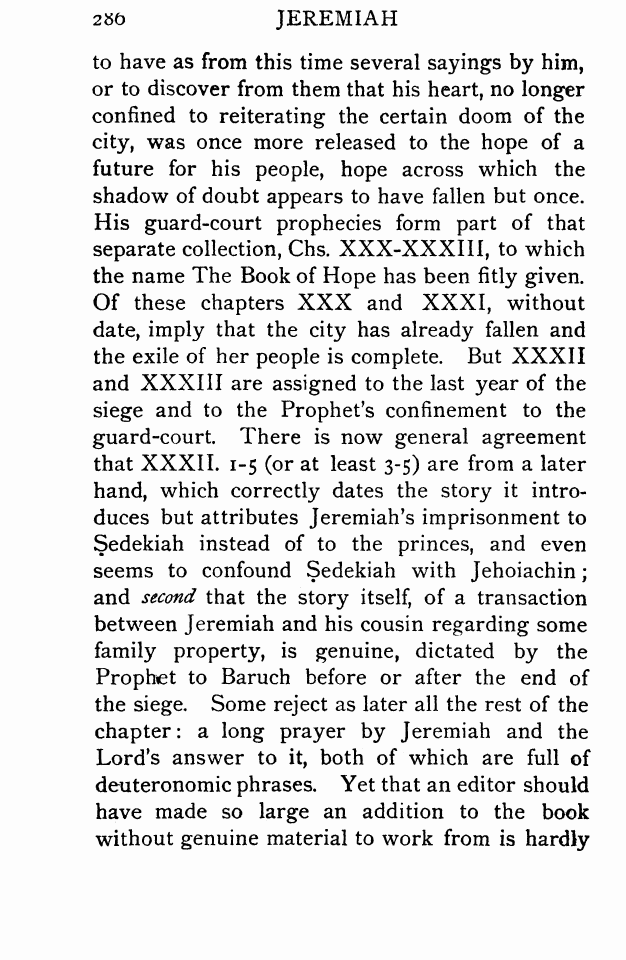 286 JEREMIAH
to have as from this time several sayings by him,
or to discover from them that his heart, no longer
confined to reiterating the certain doom of the
city, was once more released to the hope of a
future for his people, hope across which the
shadow of doubt appears to have fallen but once.
His guard-court prophecies form part of that
separate collection, Chs. XXX-XXXIII, to which
the name The Book of Hope has been fitly given.
Of these chapters XXX and XXXI, without
date, imply that the city has already fallen and
the exile of her people is complete. But XXXII
and XXXIII are assigned to the last year of the
siege and to the Prophet's confinement to the
guard-court. There is now general agreement
that XXXII. 1-5 (or at least 3-5) are from a later
hand, which correctly dates the story it intro-
duces but attributes Jeremiah's imprisonment to
Ṣedekiah instead of to the princes, and even
seems to confound Ṣedekiah with Jehoiachin;
and second that the story itself, of a transaction
between Jeremiah and his cousin regarding some
family property, is genuine, dictated by the
Prophet to Baruch before or after the end of
the siege. Some reject as later all the rest of the
chapter: a long prayer by Jeremiah and the
Lord's answer to it, both of which are full of
deuteronomic phrases. Yet that an editor should
have made so large an addition to the book
without genuine material to work from is hardly